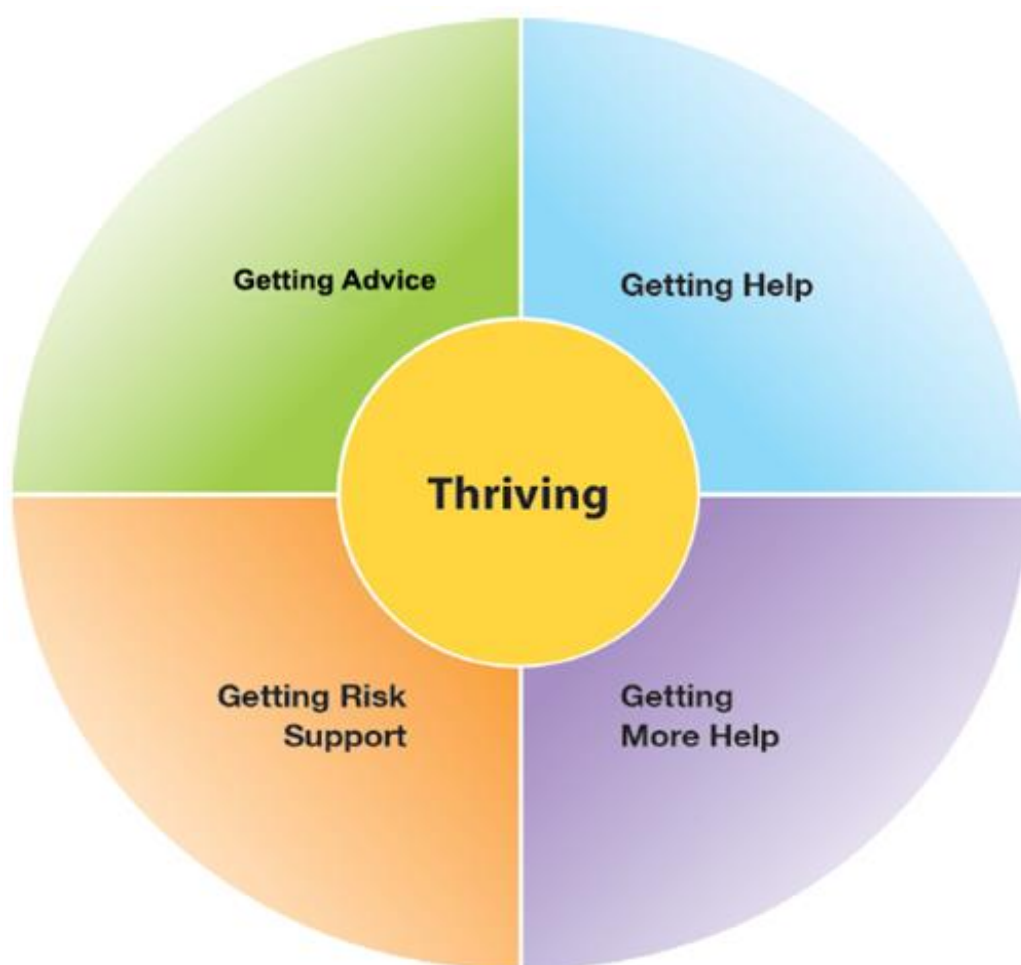 Getting Advice
Getting Help
Thriving
Getting Risk
Support
Getting
More Help